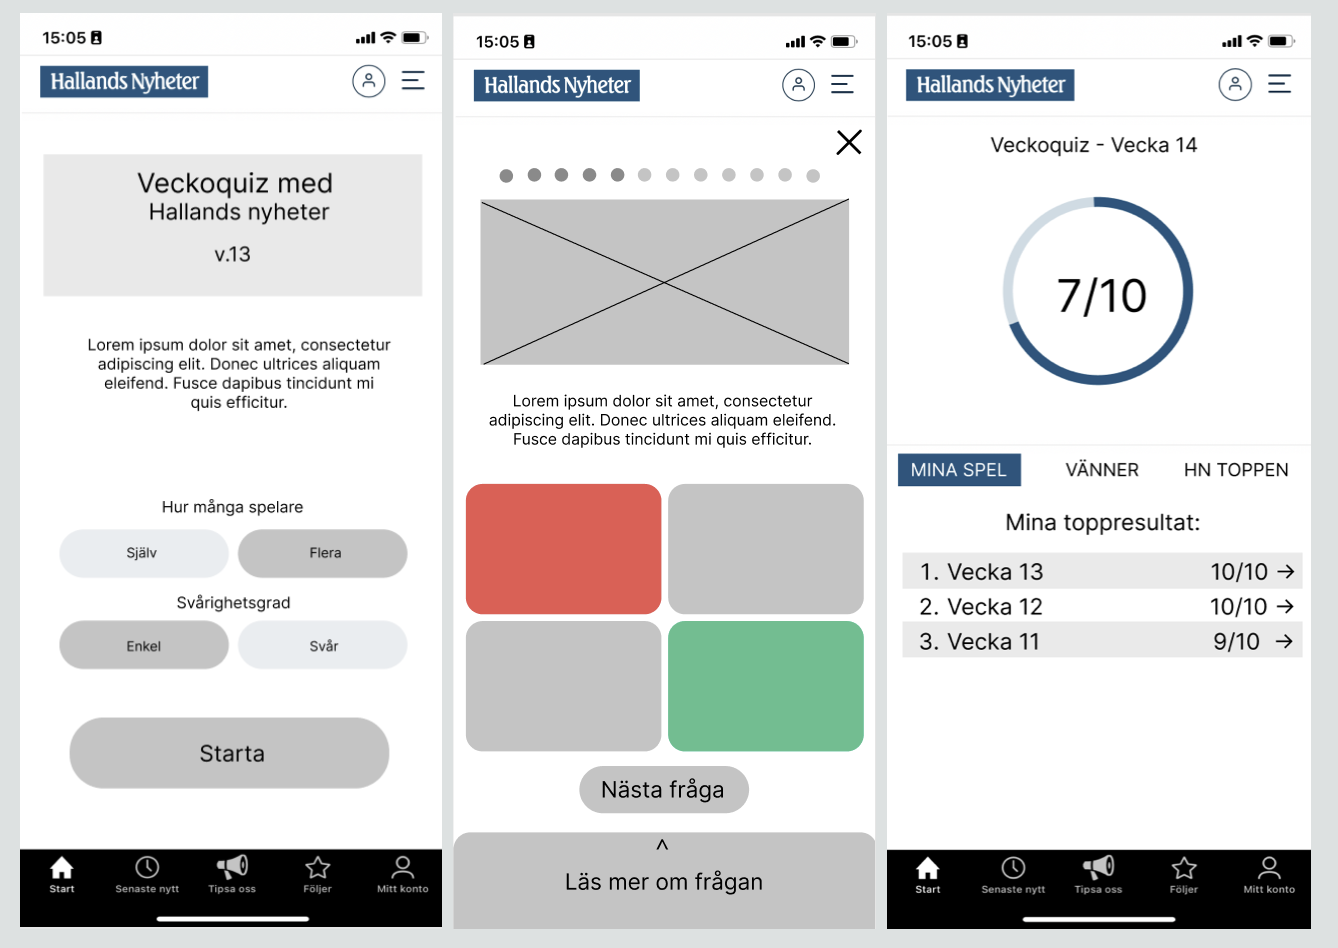 15:05
Hallands Nyheter
Veckoquiz med
Hallands nyheter
v.13
Lorem ipsum dolor sit amet, consectetur
adipiscing elit. Donec ultrices aliquam
eleifend. Fusce dapibus tincidunt mi
quis efficitur.
Hur många spelare
Själv
Flera
Svårighetsgrad
Enkel
Svår
Starta
Start
Senaste nytt
Tipsa oss
Följer
Mitt konto
15:05
Hallands Nyheter
Lorem ipsum dolor sit amet, consectetur
adipiscing elit. Donec ultrices aliquam eleifend.
Fusce dapibus tincidunt mi quis efficitur.
Nästa fråga
Läs mer om frågan
15:05
Hallands Nyheter
Veckoquiz - Vecka 14
7/10
MINA SPEL
VÄNNER
HN TOPPEN
Mina toppresultat:
1. Vecka 13 10/10 →
2. Vecka 12 10/10 →
3. Vecka 11 9/10 →
Start
Senaste nytt
Tipsa oss
Följer
Mitt konto